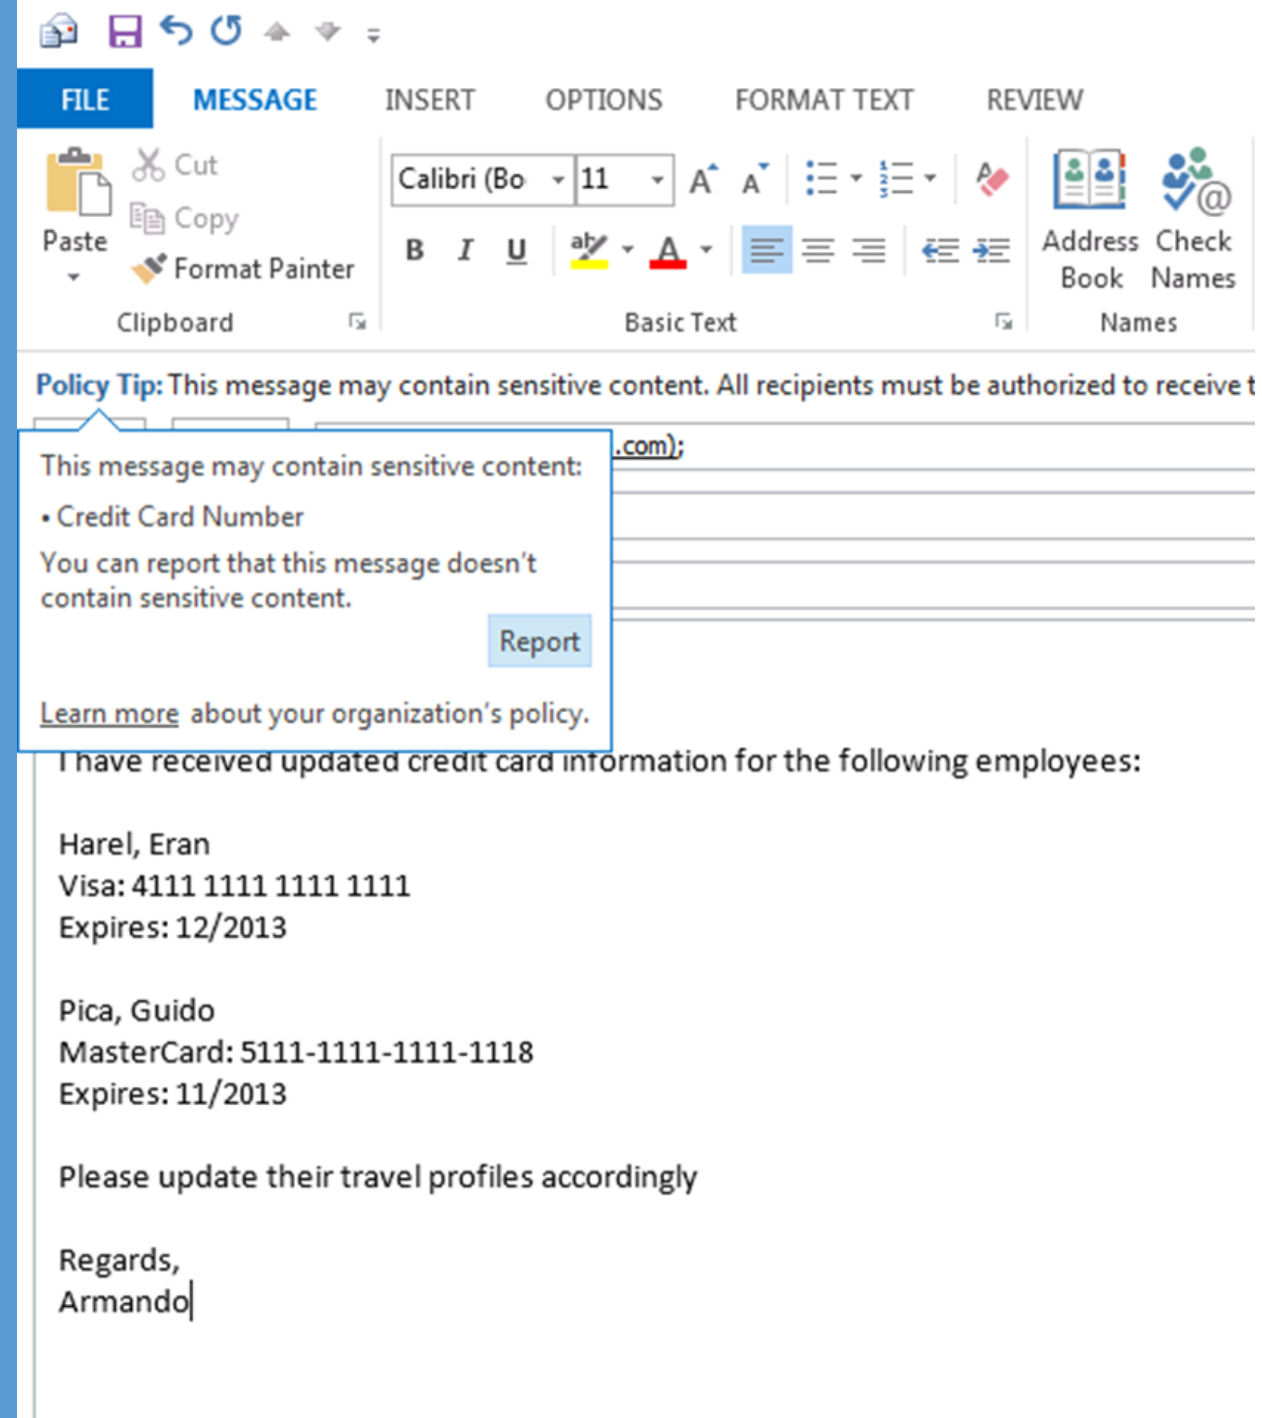 FILE MESSAGE INSERT OPTIONS FORMAT TEXT REVIEW
Cut
Copy
Paste
Format Painter
Clipboard
Calibri (Bo 11 A A
B I U aby A
Basic Text
Address Book
Check Names
Names
Policy Tip: This message may contain sensitive content. All recipients must be authorized to receive t
.com);
This message may contain sensitive content:
• Credit Card Number
You can report that this message doesn't
contain sensitive content.
Report
Learn more about your organization's policy.
I have received updated credit card information for the following employees:
Harel, Eran
Visa: 4111 1111 1111 1111
Expires: 12/2013
Pica, Guido
MasterCard: 5111-1111-1111-1118
Expires: 11/2013
Please update their travel profiles accordingly
Regards,
Armando